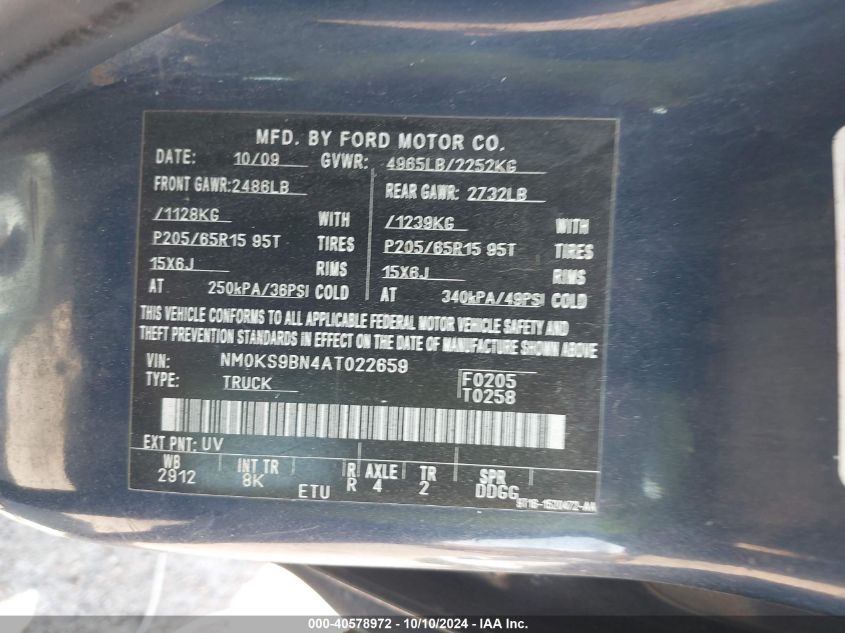 MFD. BY FORD MOTOR CO.
DATE: 10/09 GVWR: 4965LB/2252KG
FRONT GAWR: 2486LB REAR GAWR: 2732LB
/1128KG WITH /1239KG WITH
P205/65R15 95T TIRES P205/65R15 95T TIRES
15X6.J RIMS 15X6.J RIMS
AT 250kPA/36PSI COLD AT 340kPA/49PSI COLD
THIS VEHICLE CONFORMS TO ALL APPLICABLE FEDERAL MOTOR VEHICLE SAFETY AND
THEFT PREVENTION STANDARDS IN EFFECT ON THE DATE OF MANUFACTURE SHOWN ABOVE
VIN: NM0KS9BN4AT022659
TYPE: TRUCK F0205
T0258
EXT PNT: UV
WB INT TR R AXLE TR SPR
2912 8K ETU R 4 2 DDGG
000-40578972 - 10/10/2024 - IAAI, Inc.